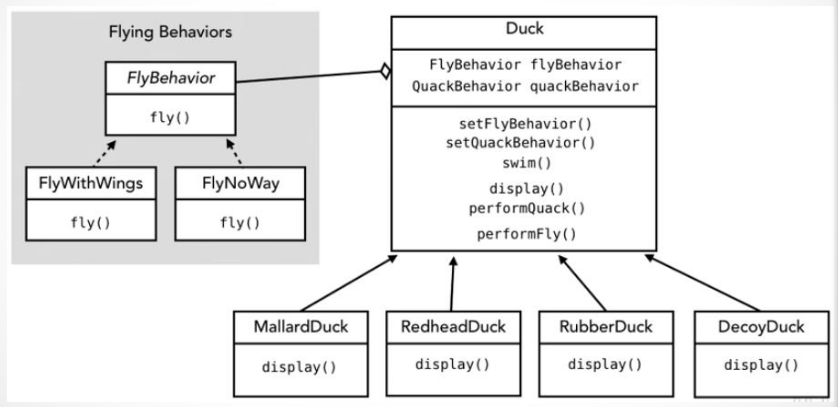 Flying Behaviors
FlyBehavior
fly()
FlyWithWings
fly()
FlyNoWay
fly()
Duck
FlyBehavior flyBehavior
QuackBehavior quackBehavior
setFlyBehavior()
setQuackBehavior()
swim()
display()
performQuack()
performFly()
MallardDuck
display()
RedheadDuck
display()
RubberDuck
display()
DecoyDuck
display()